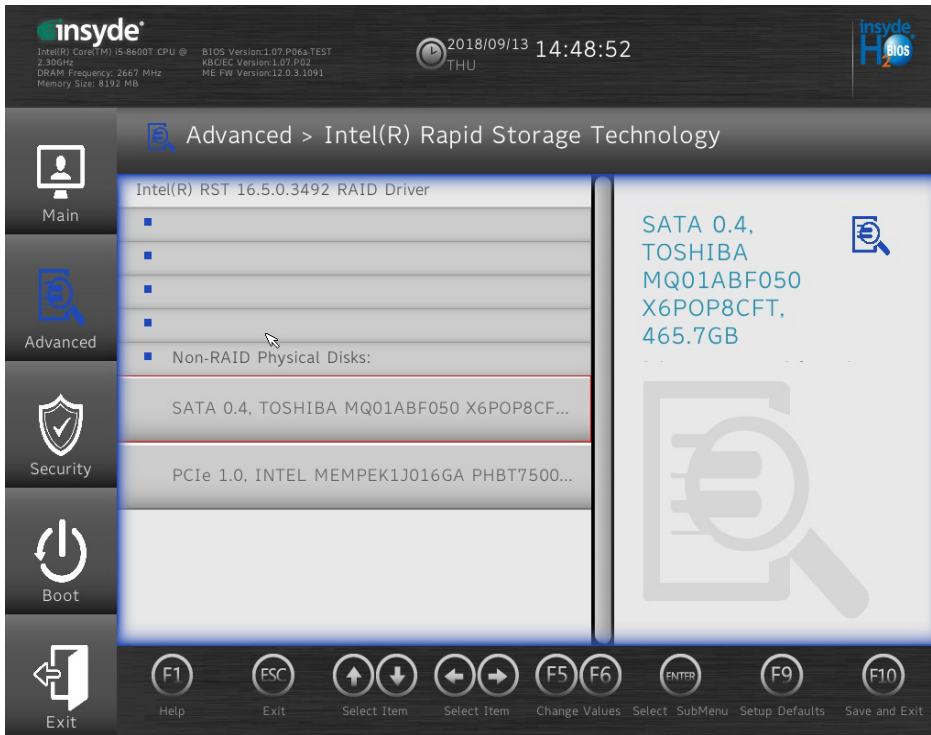 insyde®
Intel(R) Core(TM) i5-8600T CPU @
2.30GHz
DRAM Frequency: 2667 MHz
Memory Size: 8192 MB
BIOS Version:1.07.P06a-TEST
KBC/EC Version:1.07.P02
ME FW Version:12.0.3.1091
2018/09/13 14:48:52
THU
insyde
H2
BIOS
Advanced > Intel(R) Rapid Storage Technology
Main
Advanced
Security
Boot
Exit
Intel(R) RST 16.5.0.3492 RAID Driver
Non-RAID Physical Disks:
SATA 0.4, TOSHIBA MQ01ABF050 X6POP8CF...
PCIe 1.0, INTEL MEMPEK1J016GA PHBT7500...
SATA 0.4,
TOSHIBA
MQ01ABF050
X6POP8CFT,
465.7GB
F1
Help
ESC
Exit
Select Item
Select Item
F5 F6
Change Values
ENTER
Select SubMenu
F9
Setup Defaults
F10
Save and Exit